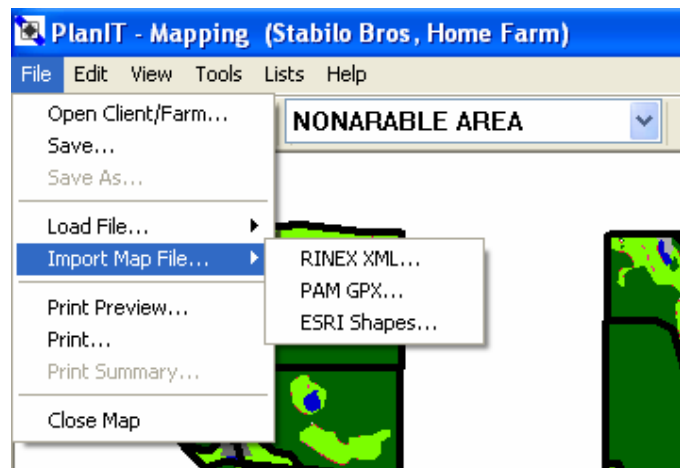 PlanIT - Mapping (Stabilo Bros, Home Farm)
File Edit View Tools Lists Help
Open Client/Farm...
NONARABLE AREA
Save...
Save As...
Load File...
Import Map File...
RINEX XML...
PAM GPX...
ESRI Shapes...
Print Preview...
Print...
Print Summary...
Close Map